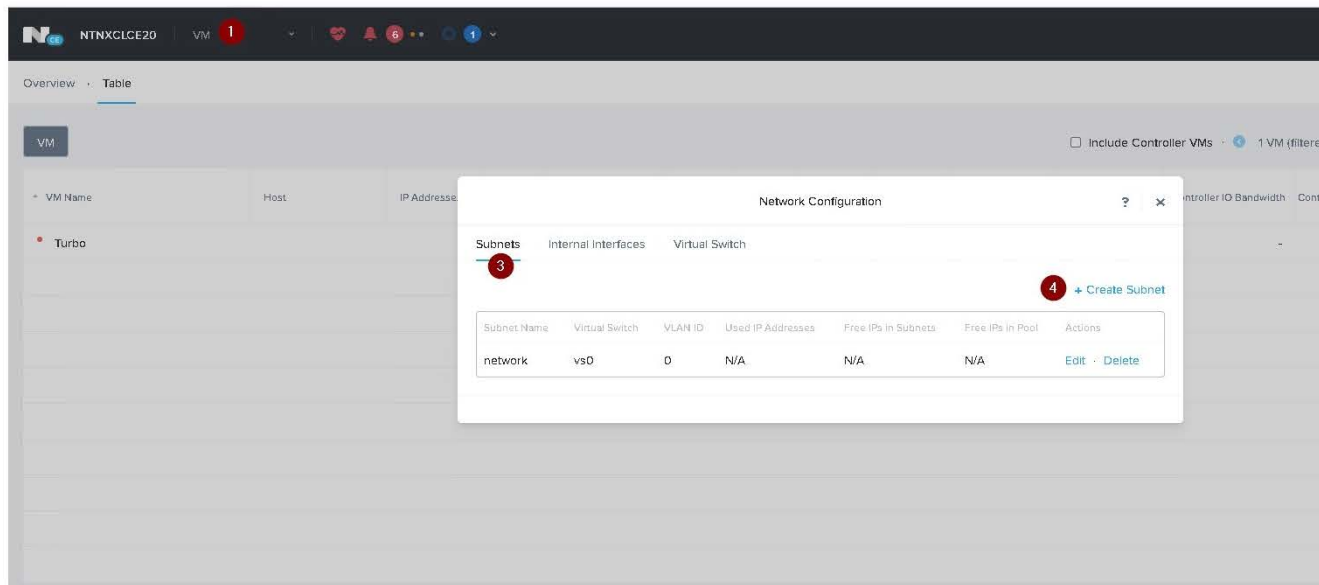 N CE NTNXCLCE20 VM 1 6 1
Overview · Table
VM
Include Controller VMs · 1 VM (filtere
VM Name Host IP Addresse ntroller IO Bandwidth Cont
Network Configuration ? ×
Turbo -
Subnets Internal Interfaces Virtual Switch
3
4 + Create Subnet
Subnet Name Virtual Switch VLAN ID Used IP Addresses Free IPs in Subnets Free IPs in Pool Actions
network vs0 0 N/A N/A N/A Edit · Delete